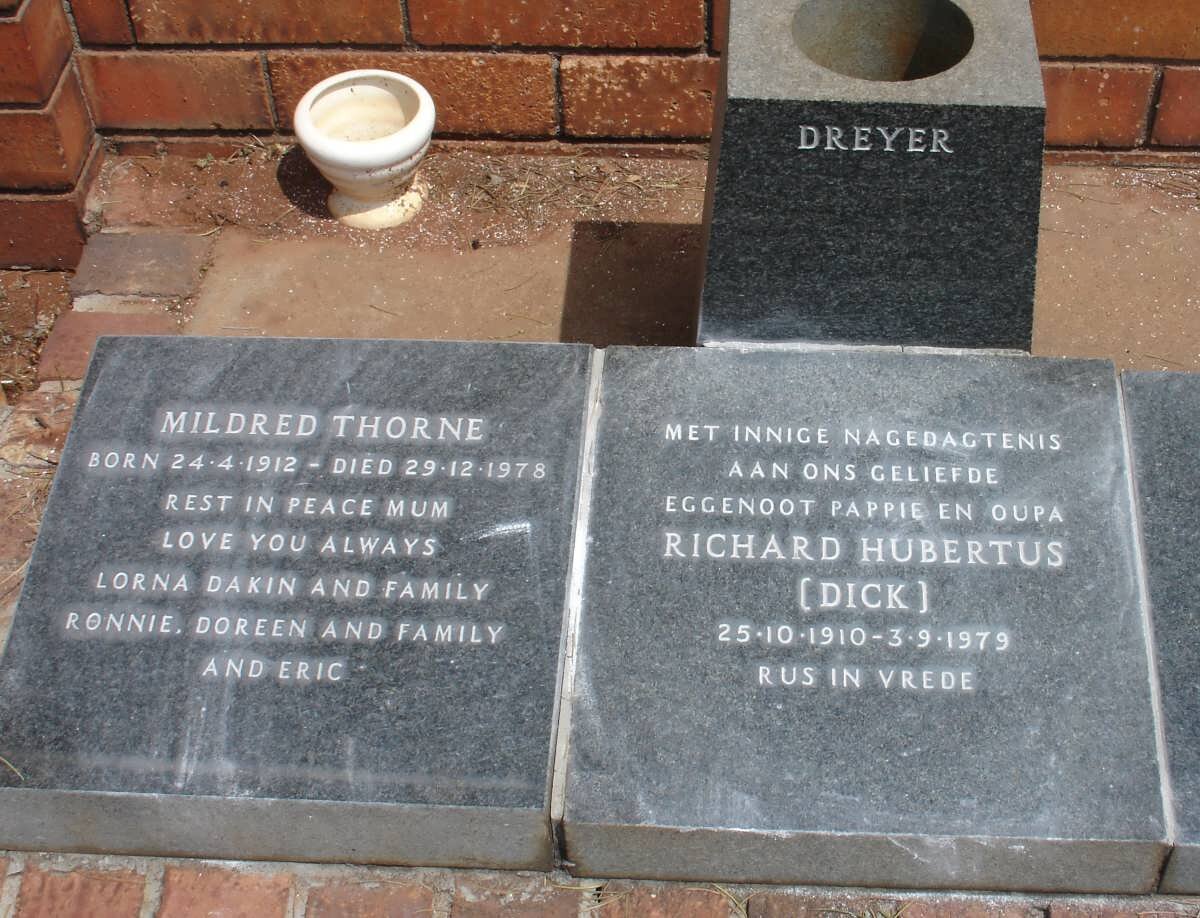 DREYER
MILDRED THORNE
BORN 24·4·1912 - DIED 29·12·1978
REST IN PEACE MUM
LOVE YOU ALWAYS
LORNA DAKIN AND FAMILY
RONNIE, DOREEN AND FAMILY
AND ERIC
MET INNIGE NAGEDAGTENIS
AAN ONS GELIEFDE
EGGENOOT PAPPIE EN OUPA
RICHARD HUBERTUS
(DICK)
25·10·1910-3·9·1979
RUS IN VREDE